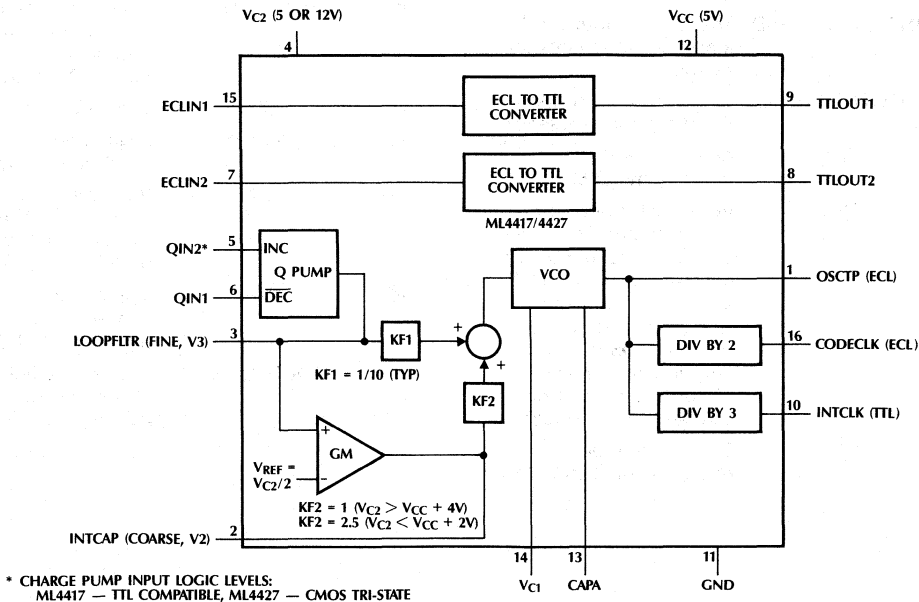 VC2 (5 OR 12V)
VCC (5V)
4
12
ECLIN1
15
ECL TO TTL
CONVERTER
9
TTLOUT1
ECLIN2
7
ECL TO TTL
CONVERTER
8
TTLOUT2
ML4417/4427
QIN2*
5
INC
Q PUMP
VCO
1
OSCTP (ECL)
QIN1
6
DEC
LOOPFLTR (FINE, V3)
3
KF1
+
+
DIV BY 2
16
CODECLK (ECL)
KF1 = 1/10 (TYP)
KF2
DIV BY 3
10
INTCLK (TTL)
+
GM
−
VREF =
VC2/2
KF2 = 1 (VC2 > VCC + 4V)
KF2 = 2.5 (VC2 < VCC + 2V)
INTCAP (COARSE, V2)
2
14
13
11
VC1
CAPA
GND
* CHARGE PUMP INPUT LOGIC LEVELS:
ML4417 — TTL COMPATIBLE, ML4427 — CMOS TRI-STATE